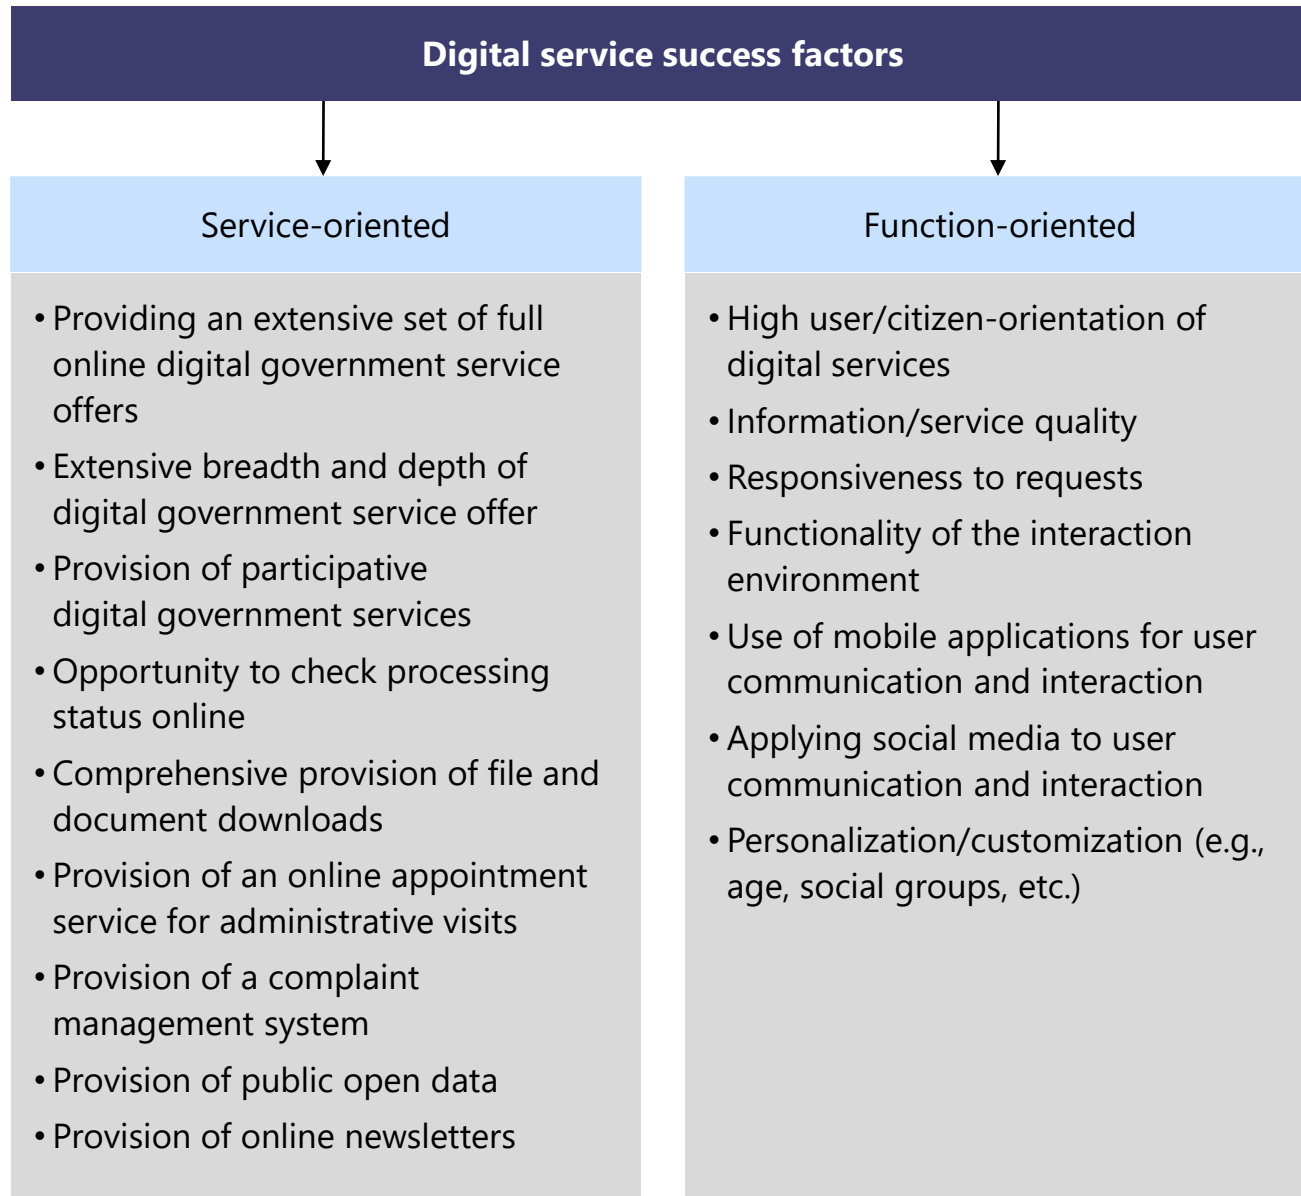 Digital service success factors
Service-oriented
• Providing an extensive set of full
online digital government service
offers
• Extensive breadth and depth of
digital government service offer
• Provision of participative
digital government services
• Opportunity to check processing
status online
• Comprehensive provision of file and
document downloads
• Provision of an online appointment
service for administrative visits
• Provision of a complaint
management system
• Provision of public open data
• Provision of online newsletters
Function-oriented
• High user/citizen-orientation of
digital services
• Information/service quality
• Responsiveness to requests
• Functionality of the interaction
environment
• Use of mobile applications for user
communication and interaction
• Applying social media to user
communication and interaction
• Personalization/customization (e.g.,
age, social groups, etc.)